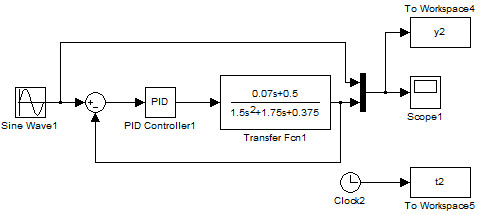 To Workspace4
y2
Sine Wave1
PID
PID Controller1
0.07s+0.5
1.5s2+1.75s+0.375
Transfer Fcn1
Scope1
Clock2
t2
To Workspace5